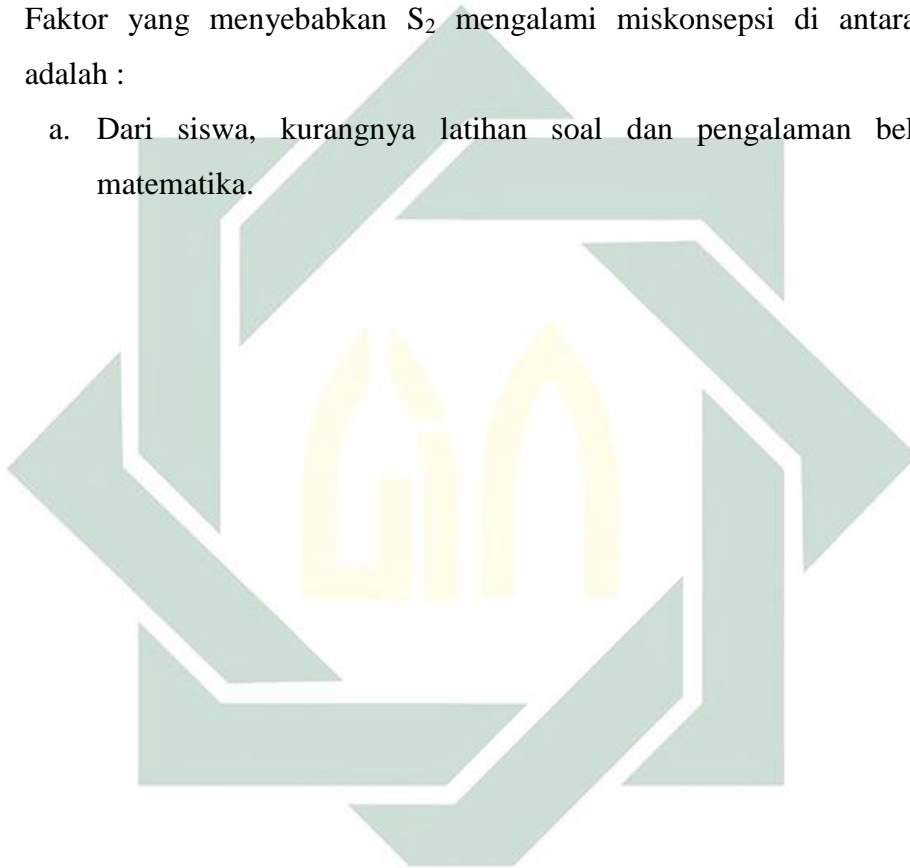 Faktor yang menyebabkan S₂ mengalami miskonsepsi di antara
adalah :
a. Dari siswa, kurangnya latihan soal dan pengalaman bel
matematika.